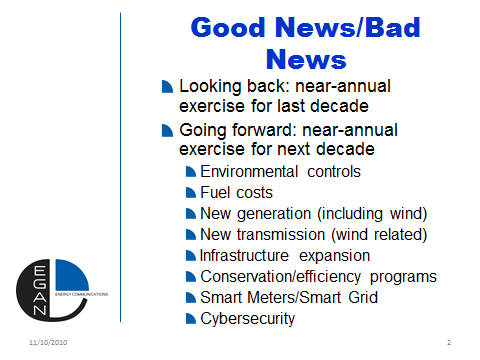 Good News/Bad
News
Looking back: near-annual
exercise for last decade
Going forward: near-annual
exercise for next decade
Environmental controls
Fuel costs
New generation (including wind)
New transmission (wind related)
Infrastructure expansion
Conservation/efficiency programs
Smart Meters/Smart Grid
Cybersecurity
EGAN
ENERGY COMMUNICATIONS
11/10/2010
2